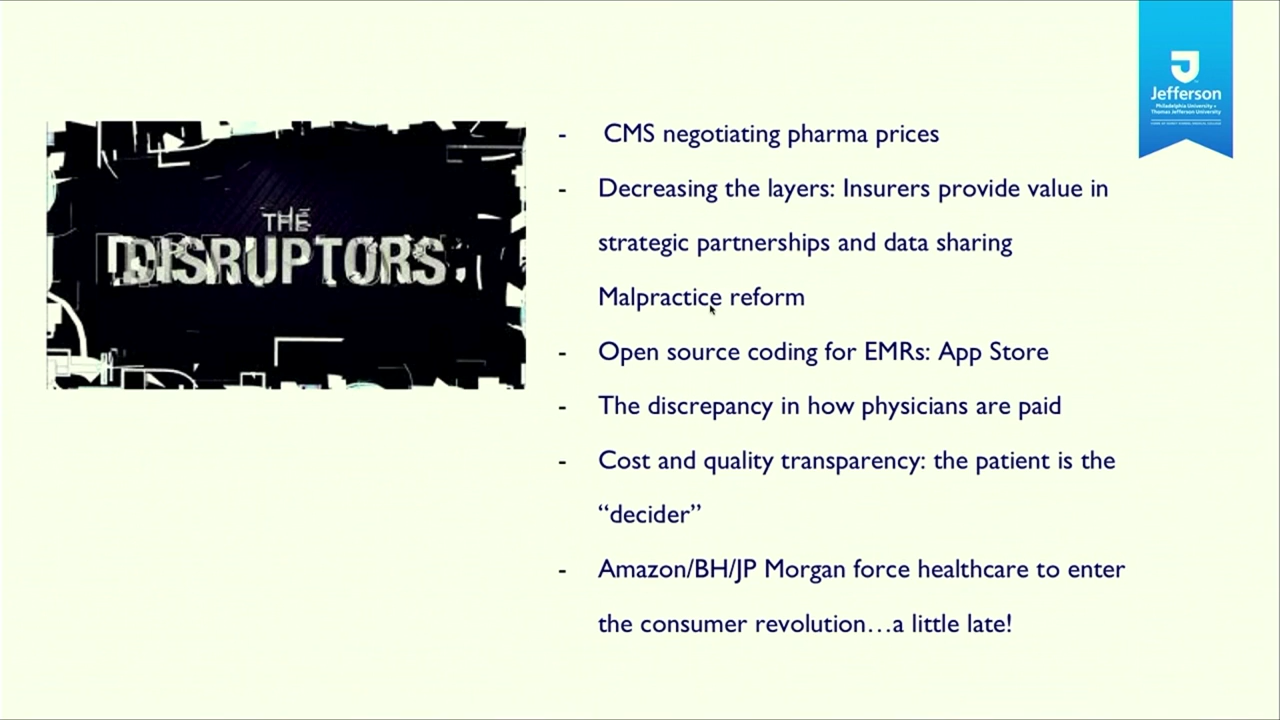 Jefferson
Philadelphia University +
Thomas Jefferson University
THE
DISRUPTORS
- CMS negotiating pharma prices
- Decreasing the layers: Insurers provide value in
strategic partnerships and data sharing
Malpractice reform
- Open source coding for EMRs: App Store
- The discrepancy in how physicians are paid
- Cost and quality transparency: the patient is the
“decider”
- Amazon/BH/JP Morgan force healthcare to enter
the consumer revolution…a little late!